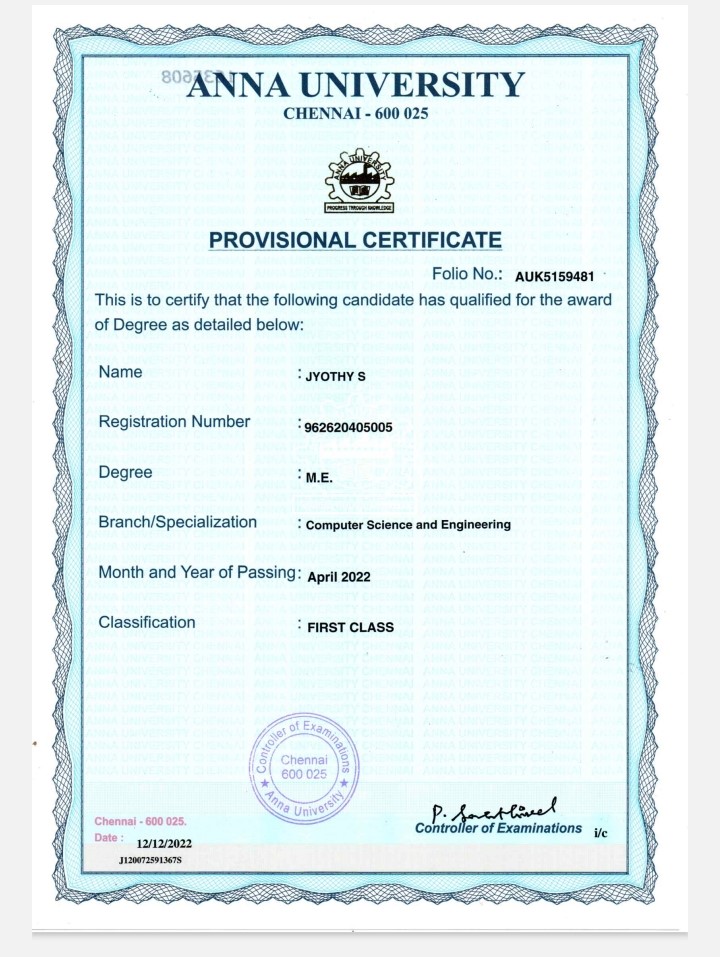 ANNA UNIVERSITY
CHENNAI - 600 025
ANNA UNIVERSITY
PROGRESS THROUGH KNOWLEDGE
PROVISIONAL CERTIFICATE
Folio No.: AUK5159481
This is to certify that the following candidate has qualified for the award
of Degree as detailed below:
Name : JYOTHY S
Registration Number : 962620405005
Degree : M.E.
Branch/Specialization : Computer Science and Engineering
Month and Year of Passing: April 2022
Classification : FIRST CLASS
Controller of Examinations
Chennai
600 025
★ Anna University ★
Chennai - 600 025.
Date : 12/12/2022
J120072591367S
Controller of Examinations i/c